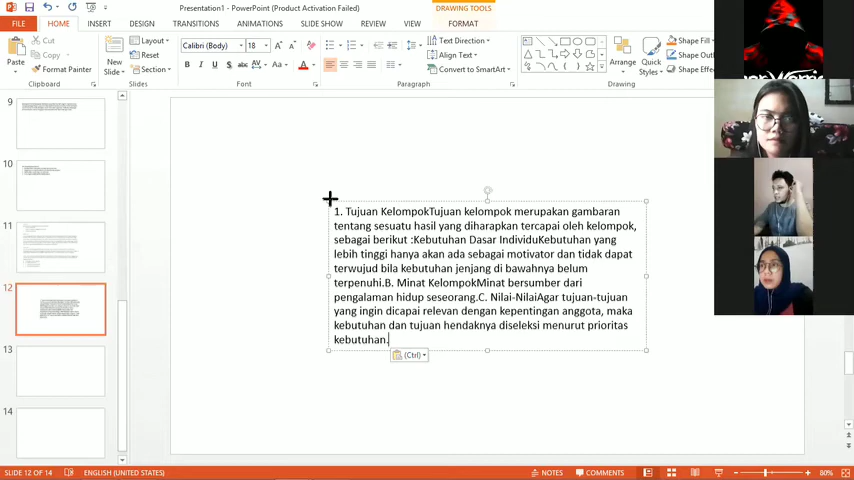 Presentation1 - PowerPoint (Product Activation Failed)
DRAWING TOOLS
FILE HOME INSERT DESIGN TRANSITIONS ANIMATIONS SLIDE SHOW REVIEW VIEW FORMAT
Paste
Cut
Copy
Format Painter
Clipboard
New
Slide
Layout
Reset
Section
Slides
Calibri (Body) 18
B I U S abc AV Aa A
Font
Text Direction
Align Text
Convert to SmartArt
Paragraph
Arrange
Quick
Styles
Shape Fill
Shape Outl
Shape Effe
Drawing
9
10
11
12
13
14
1. Tujuan KelompokTujuan kelompok merupakan gambaran
tentang sesuatu hasil yang diharapkan tercapai oleh kelompok,
sebagai berikut :Kebutuhan Dasar IndividuKebutuhan yang
lebih tinggi hanya akan ada sebagai motivator dan tidak dapat
terwujud bila kebutuhan jenjang di bawahnya belum
terpenuhi.B. Minat KelompokMinat bersumber dari
pengalaman hidup seseorang.C. Nilai-NilaiAgar tujuan-tujuan
yang ingin dicapai relevan dengan kepentingan anggota, maka
kebutuhan dan tujuan hendaknya diseleksi menurut prioritas
kebutuhan.
(Ctrl)
SLIDE 12 OF 14 ENGLISH (UNITED STATES) NOTES COMMENTS 80%